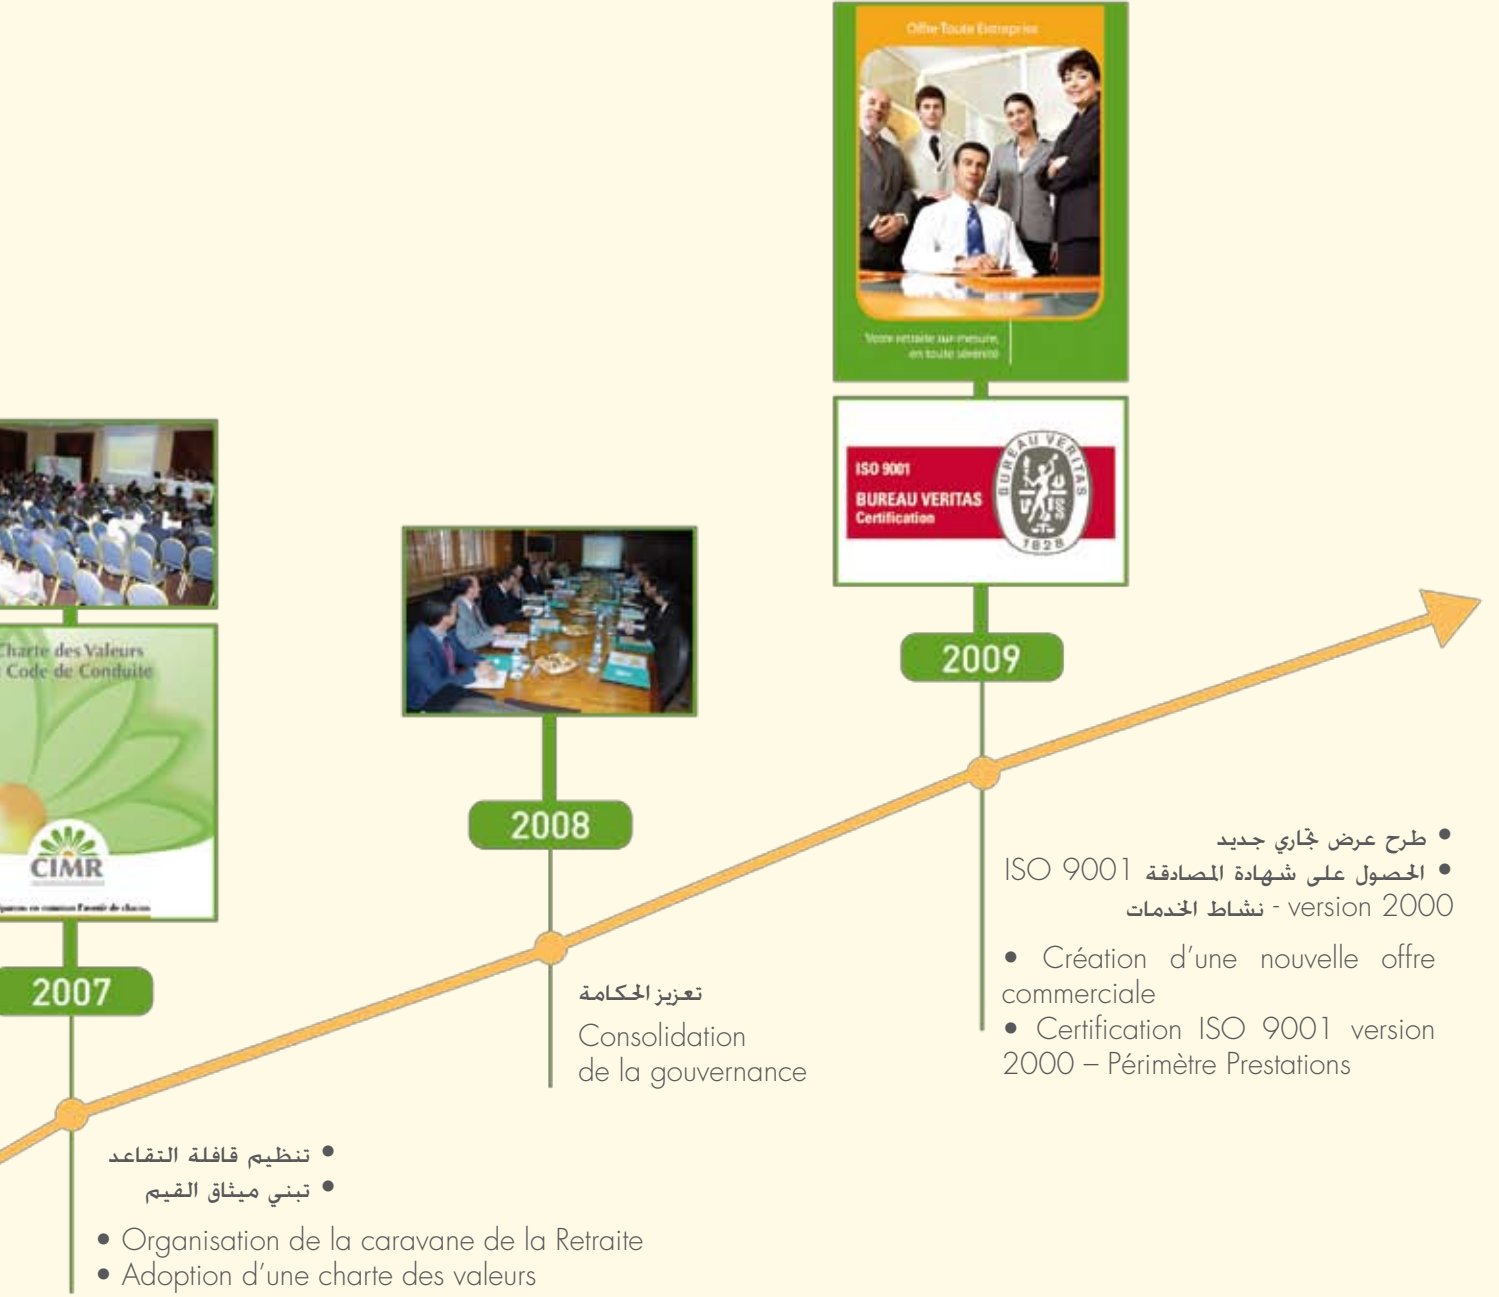 Offre Toute Entreprise
Votre retraite sur-mesure,
en toute sérénité
ISO 9001
BUREAU VERITAS
Certification
BUREAU VERITAS
1828
2009
Charte des Valeurs
Code de Conduite
CIMR
2008
2007
• طرح عرض تجاري جديد
• الحصول على شهادة المصادقة ISO 9001
version 2000 - نشاط الخدمات
• Création d’une nouvelle offre
commerciale
• Certification ISO 9001 version
2000 – Périmètre Prestations
تعزيز الحكامة
Consolidation
de la gouvernance
• تنظيم قافلة التقاعد
• تبني ميثاق القيم
• Organisation de la caravane de la Retraite
• Adoption d’une charte des valeurs